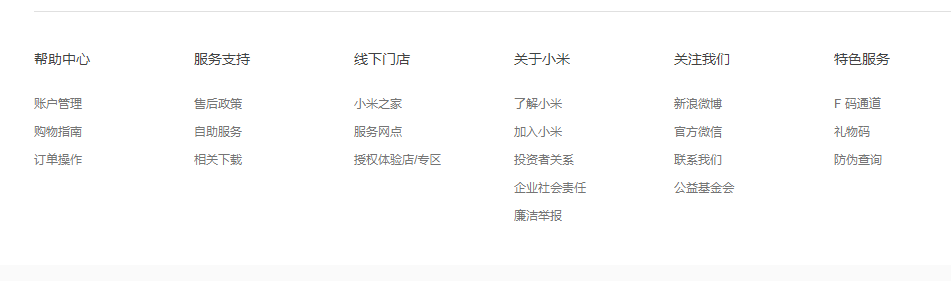 帮助中心
账户管理
购物指南
订单操作
服务支持
售后政策
自助服务
相关下载
线下门店
小米之家
服务网点
授权体验店/专区
关于小米
了解小米
加入小米
投资者关系
企业社会责任
廉洁举报
关注我们
新浪微博
官方微信
联系我们
公益基金会
特色服务
F 码通道
礼物码
防伪查询